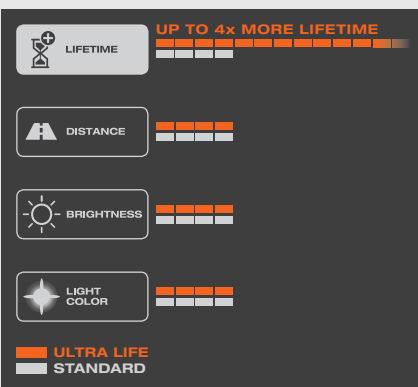 UP TO 4x MORE LIFETIME
LIFETIME
DISTANCE
BRIGHTNESS
LIGHT
COLOR
ULTRA LIFE
STANDARD